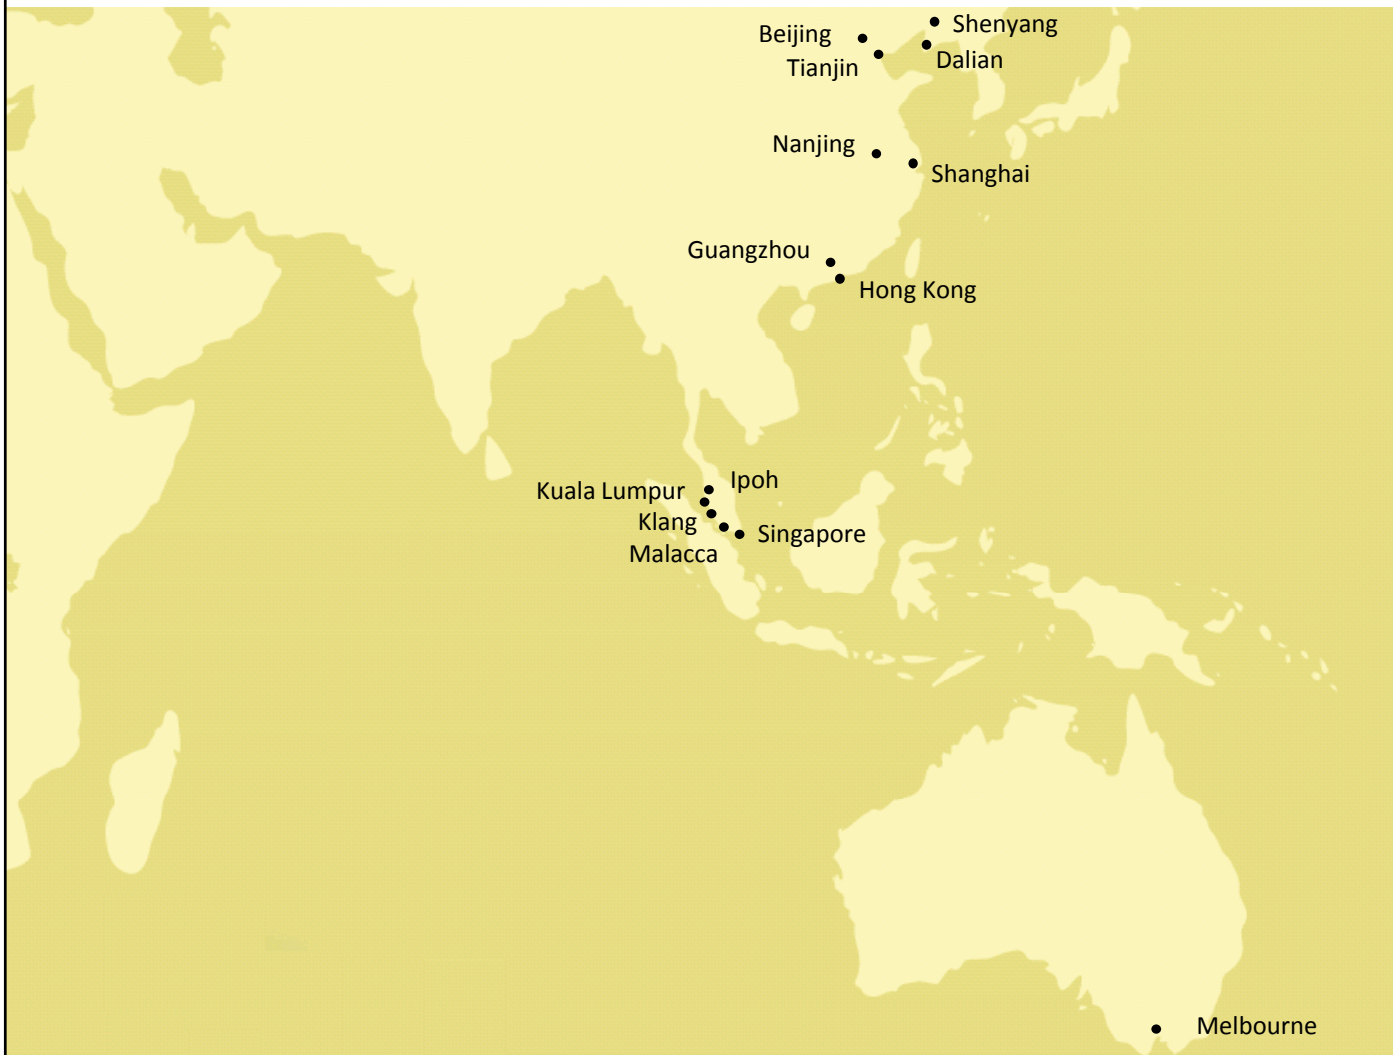 Shenyang
Beijing
Dalian
Tianjin
Nanjing
Shanghai
Guangzhou
Hong Kong
Ipoh
Kuala Lumpur
Klang
Singapore
Malacca
Melbourne